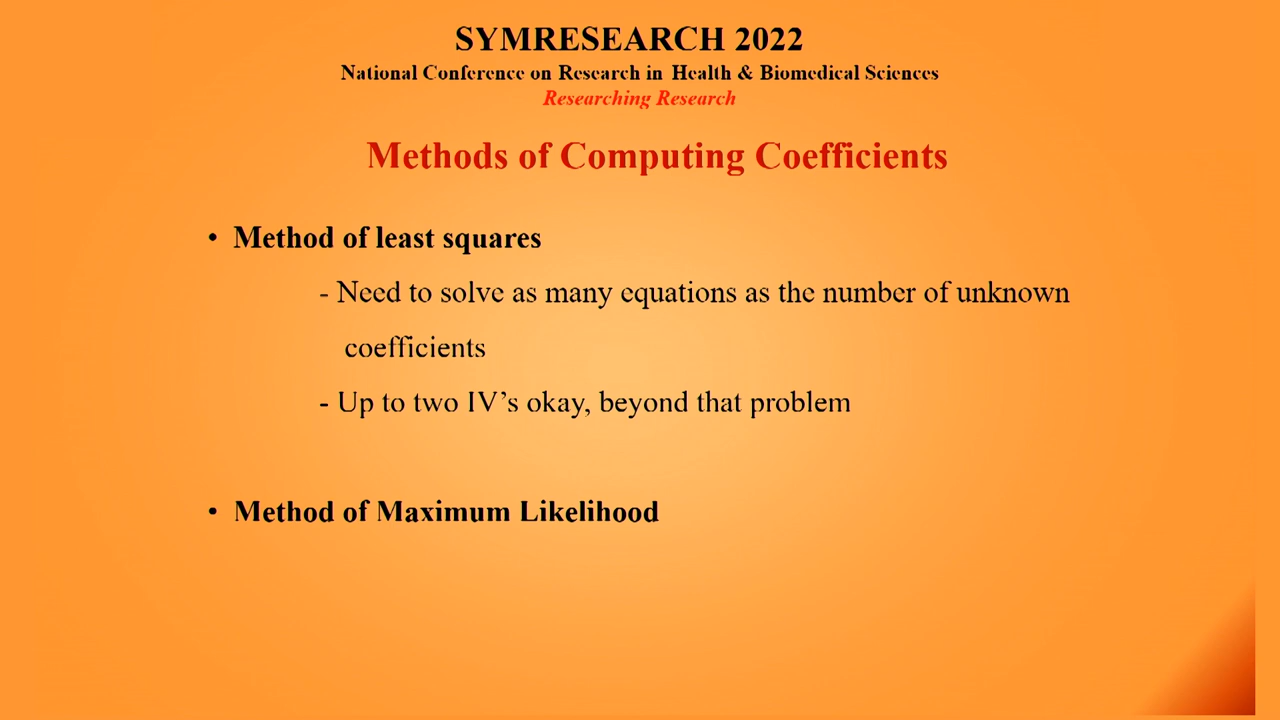 SYMRESEARCH 2022
National Conference on Research in Health & Biomedical Sciences
Researching Research
Methods of Computing Coefficients
• Method of least squares
- Need to solve as many equations as the number of unknown
coefficients
- Up to two IV’s okay, beyond that problem
• Method of Maximum Likelihood